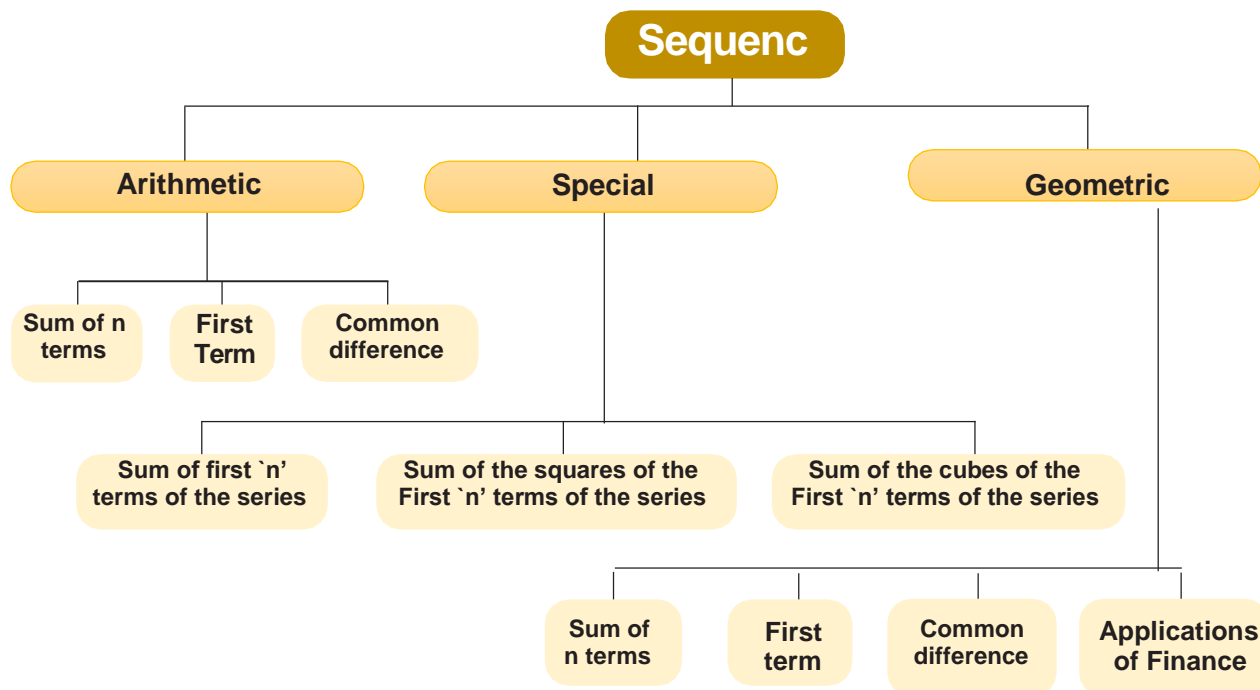 Sequenc
Arithmetic
Special
Geometric
Sum of n
terms
First
Term
Common
difference
Sum of first `n’
terms of the series
Sum of the squares of the
First `n’ terms of the series
Sum of the cubes of the
First `n’ terms of the series
Sum of
n terms
First
term
Common
difference
Applications
of Finance